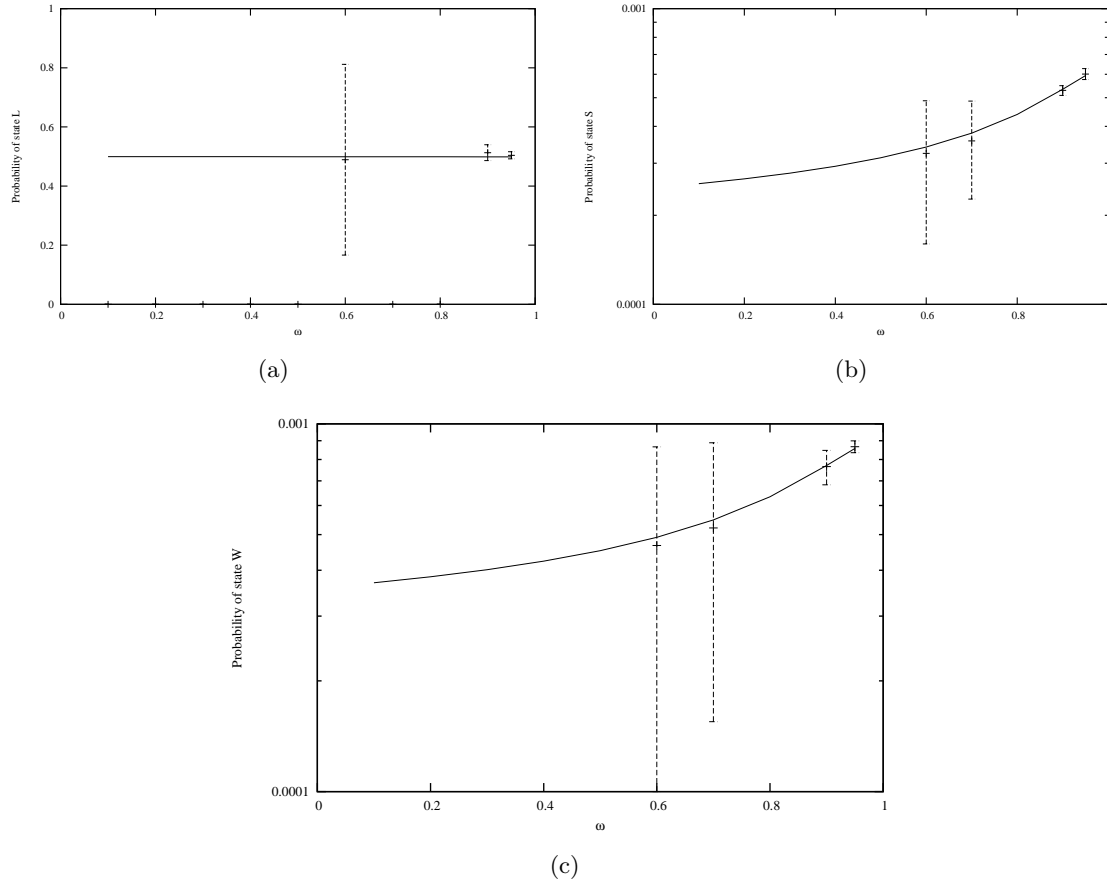 1
0.8
0.6
0.4
0.2
0
0 0.2 0.4 0.6 0.8 1
Probability of state L
ω
(a)
0.001
0.0001
0 0.2 0.4 0.6 0.8
Probability of state S
ω
(b)
0.001
0.0001
0 0.2 0.4 0.6 0.8 1
Probability of state W
ω
(c)